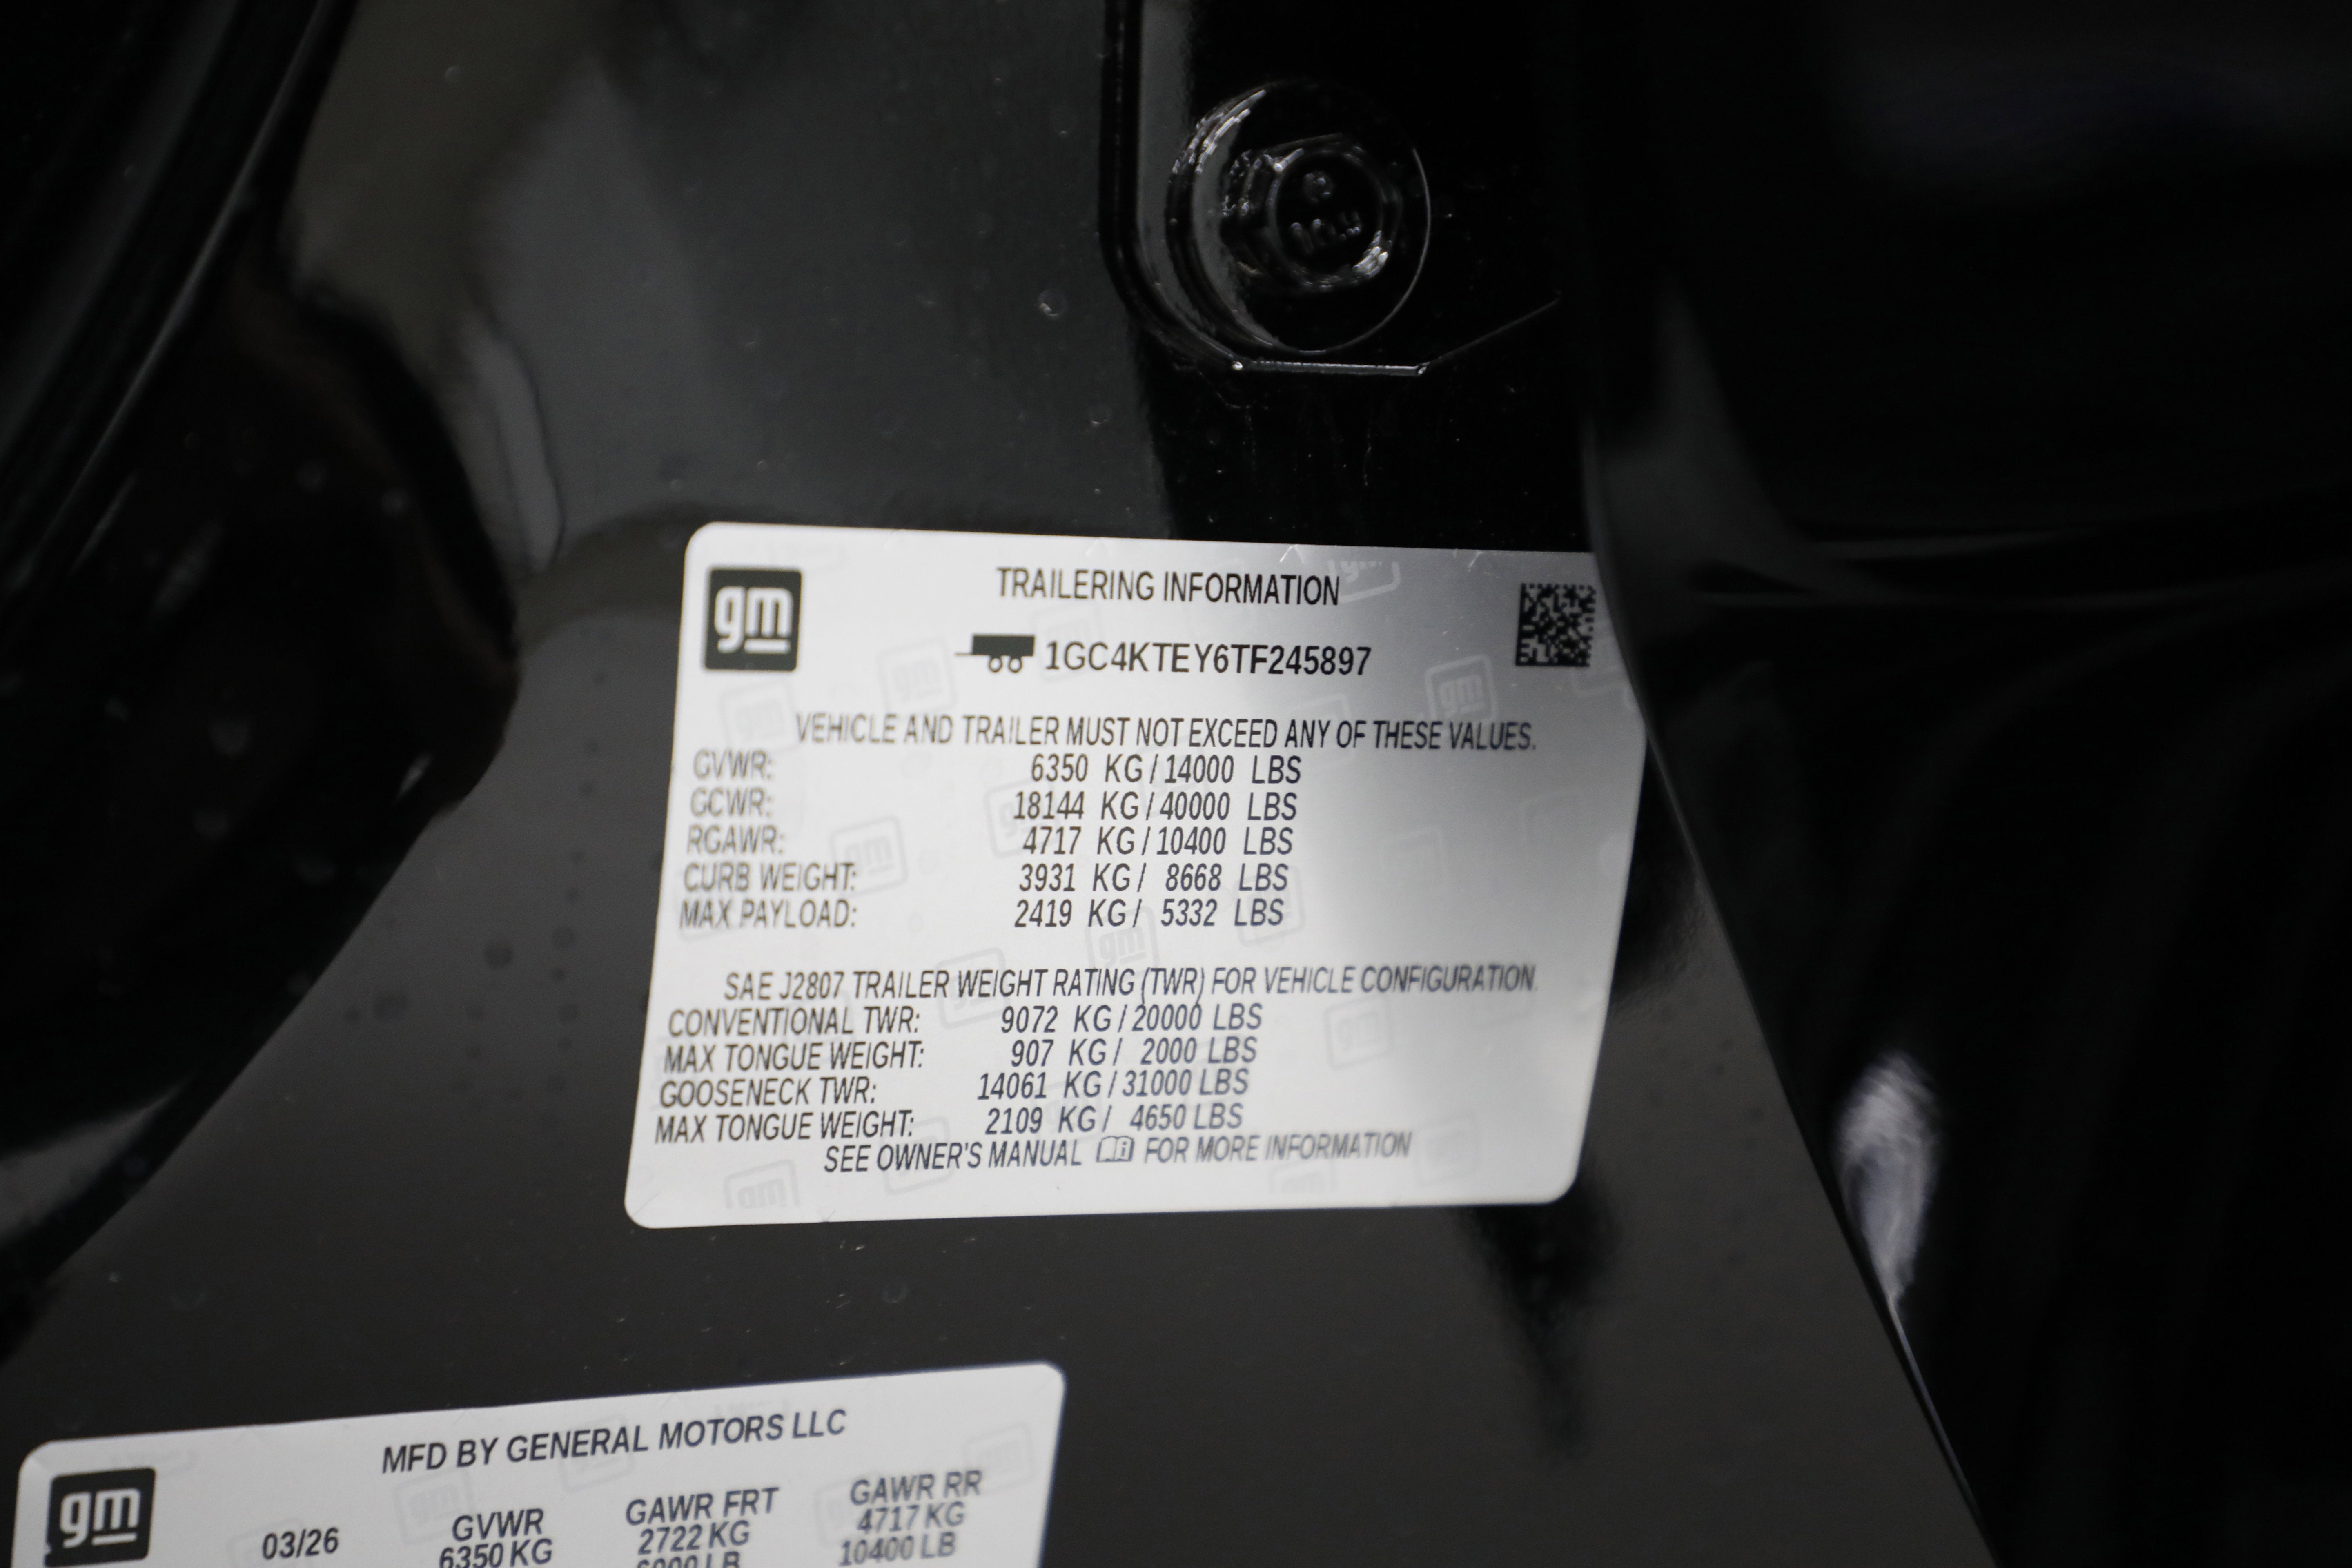 gm
TRAILERING INFORMATION
1GC4KTEY6TF245897
VEHICLE AND TRAILER MUST NOT EXCEED ANY OF THESE VALUES.
GVWR: 6350 KG / 14000 LBS
GCWR: 18144 KG / 40000 LBS
RGAWR: 4717 KG / 10400 LBS
CURB WEIGHT: 3931 KG / 8668 LBS
MAX PAYLOAD: 2419 KG / 5332 LBS
SAE J2807 TRAILER WEIGHT RATING (TWR) FOR VEHICLE CONFIGURATION.
CONVENTIONAL TWR: 9072 KG / 20000 LBS
MAX TONGUE WEIGHT: 907 KG / 2000 LBS
GOOSENECK TWR: 14061 KG / 31000 LBS
MAX TONGUE WEIGHT: 2109 KG / 4650 LBS
SEE OWNER'S MANUAL FOR MORE INFORMATION
MFD BY GENERAL MOTORS LLC
gm
03/26 GVWR GAWR FRT GAWR RR
6350 KG 2722 KG 4717 KG
6000 LB 10400 LB